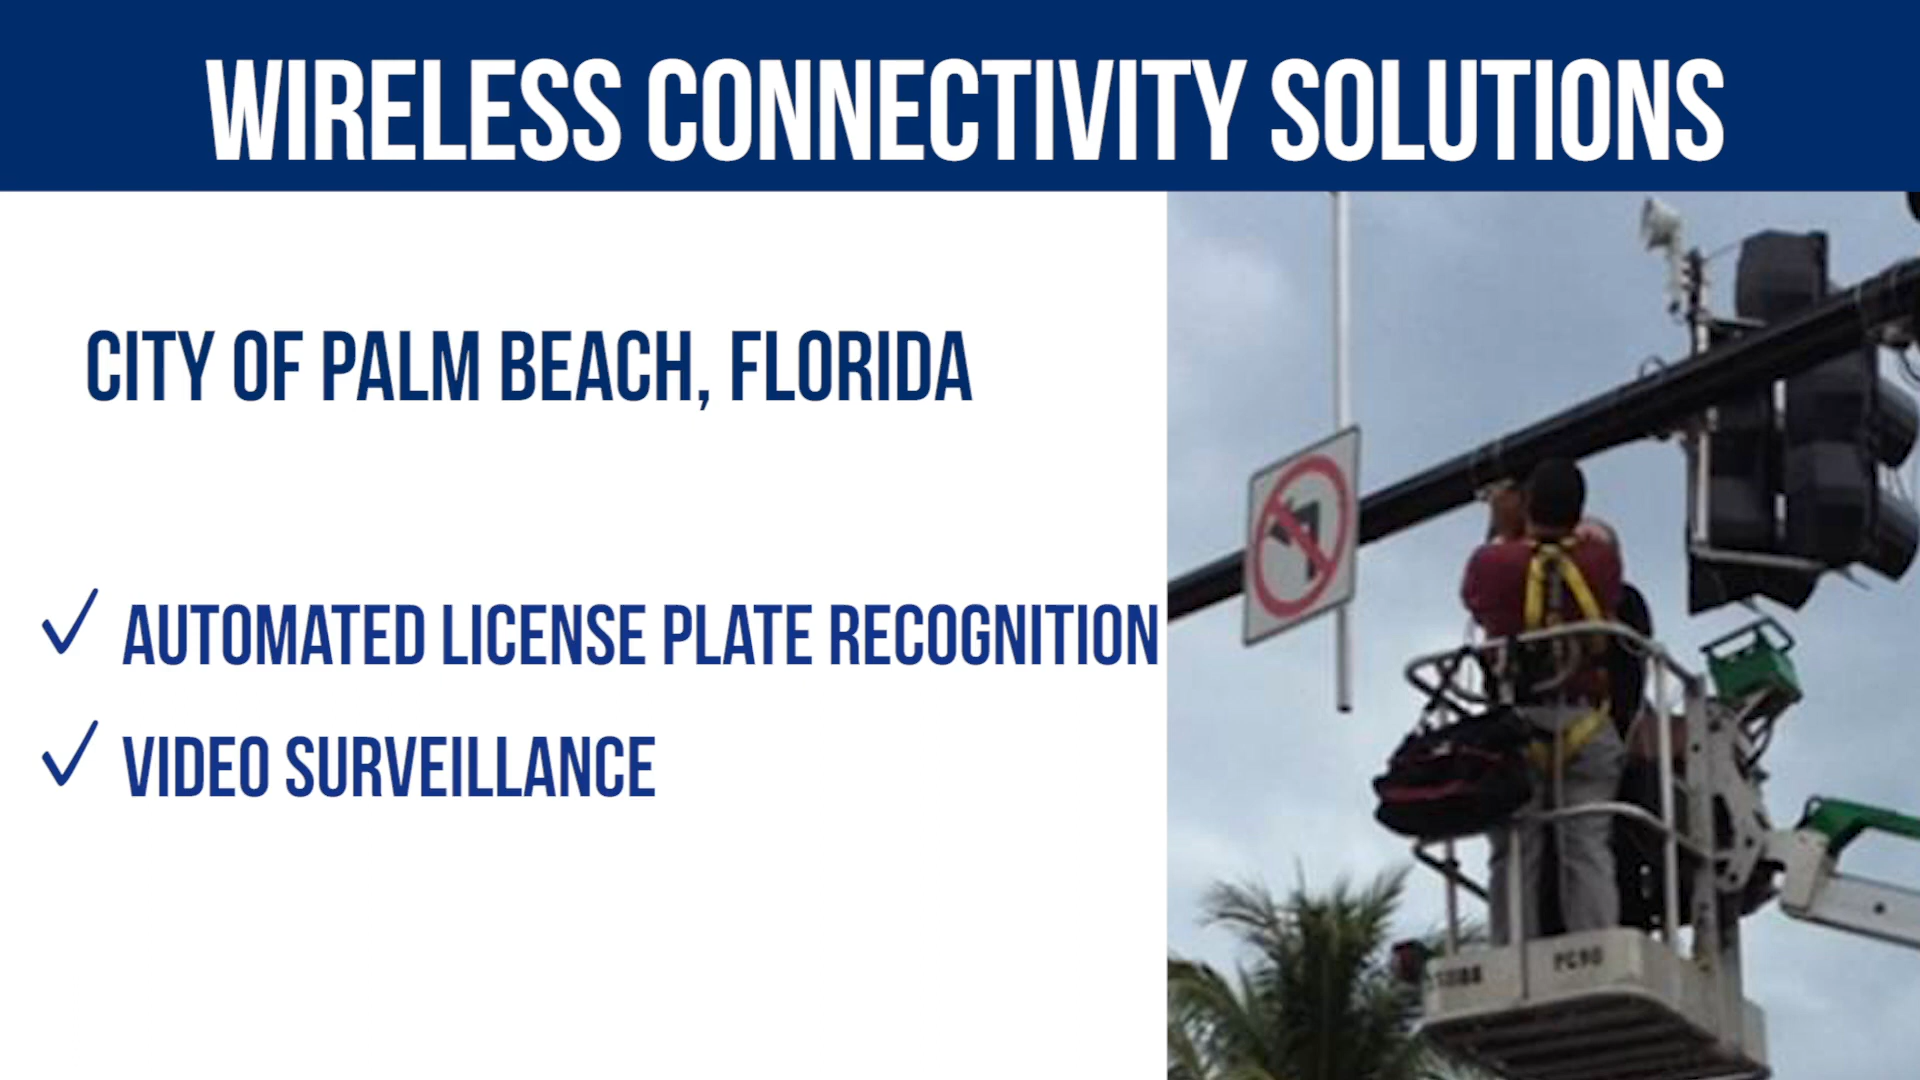 WIRELESS CONNECTIVITY SOLUTIONS
CITY OF PALM BEACH, FLORIDA
✓ AUTOMATED LICENSE PLATE RECOGNITION
✓ VIDEO SURVEILLANCE